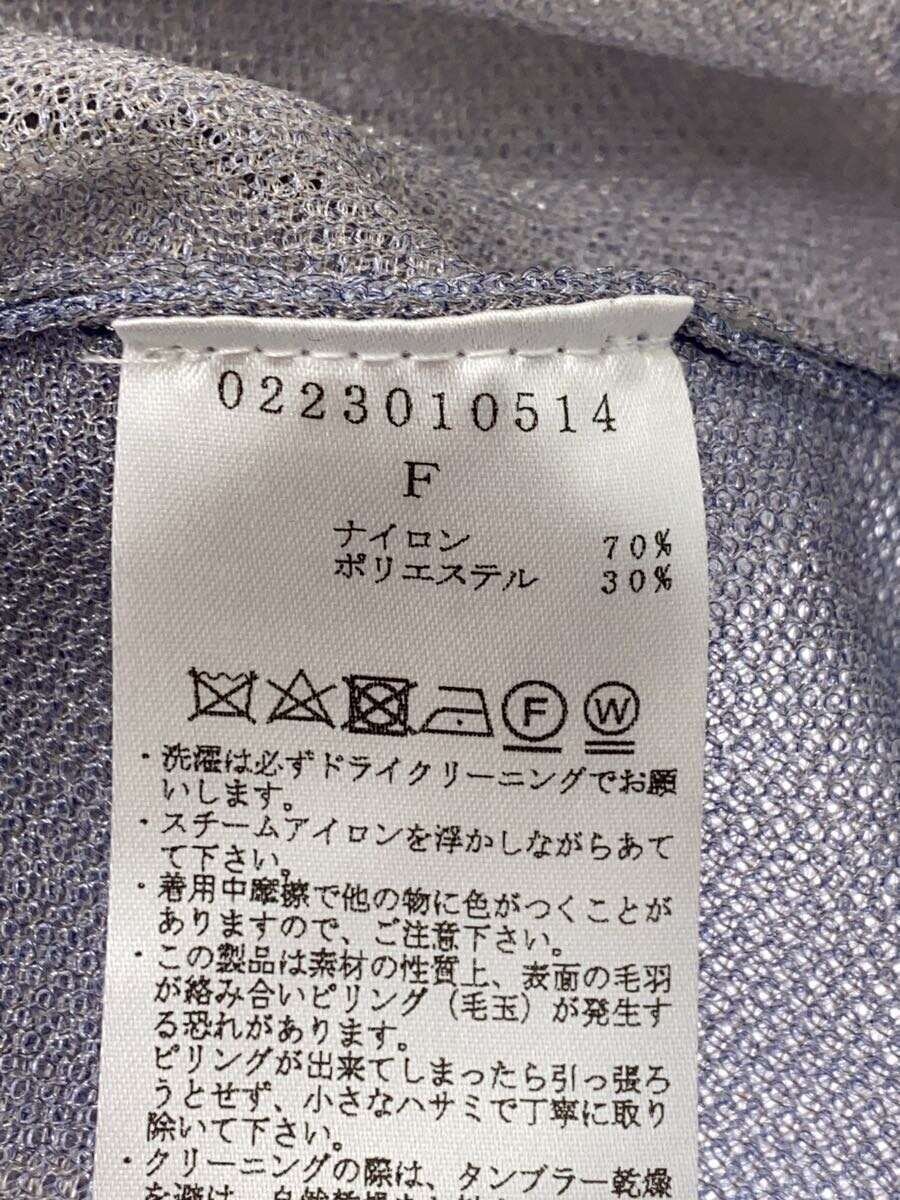 0223010514
F
ナイロン 70%
ポリエステル 30%
F W
・洗濯は必ずドライクリーニングでお願
いします。
・スチームアイロンを浮かしながらあて
て下さい。
・着用中摩擦で他の物に色がつくことが
ありますので、ご注意下さい。
・この製品は素材の性質上、表面の毛羽
が絡み合いピリング（毛玉）が発生す
る恐れがあります。
ピリングが出来てしまったら引っ張ろ
うとせず、小さなハサミで丁寧に取り
除いて下さい。
・クリーニングの際は、タンブラー乾燥
を避け、自然乾燥